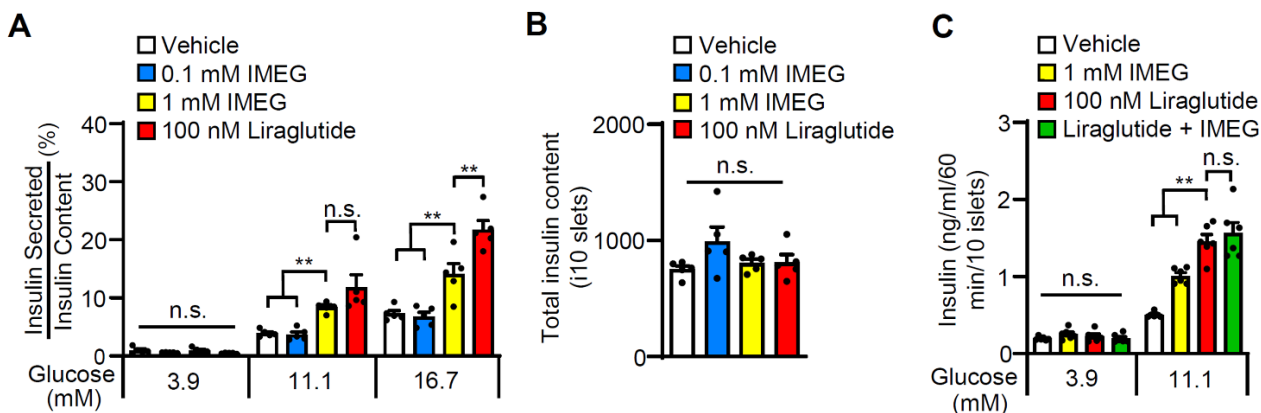 A
Vehicle
0.1 mM IMEG
1 mM IMEG
100 nM Liraglutide
Insulin Secreted
Insulin Content
(%)
40
30
20
10
0
n.s.
**
n.s.
**
**
Glucose
(mM)
3.9
11.1
16.7
B
Vehicle
0.1 mM IMEG
1 mM IMEG
100 nM Liraglutide
Total insulin content
(i10 slets)
2000
1000
0
n.s.
C
Vehicle
1 mM IMEG
100 nM Liraglutide
Liraglutide + IMEG
Insulin (ng/ml/60
min/10 islets)
3
2
1
0
n.s.
**
n.s.
Glucose
(mM)
3.9
11.1